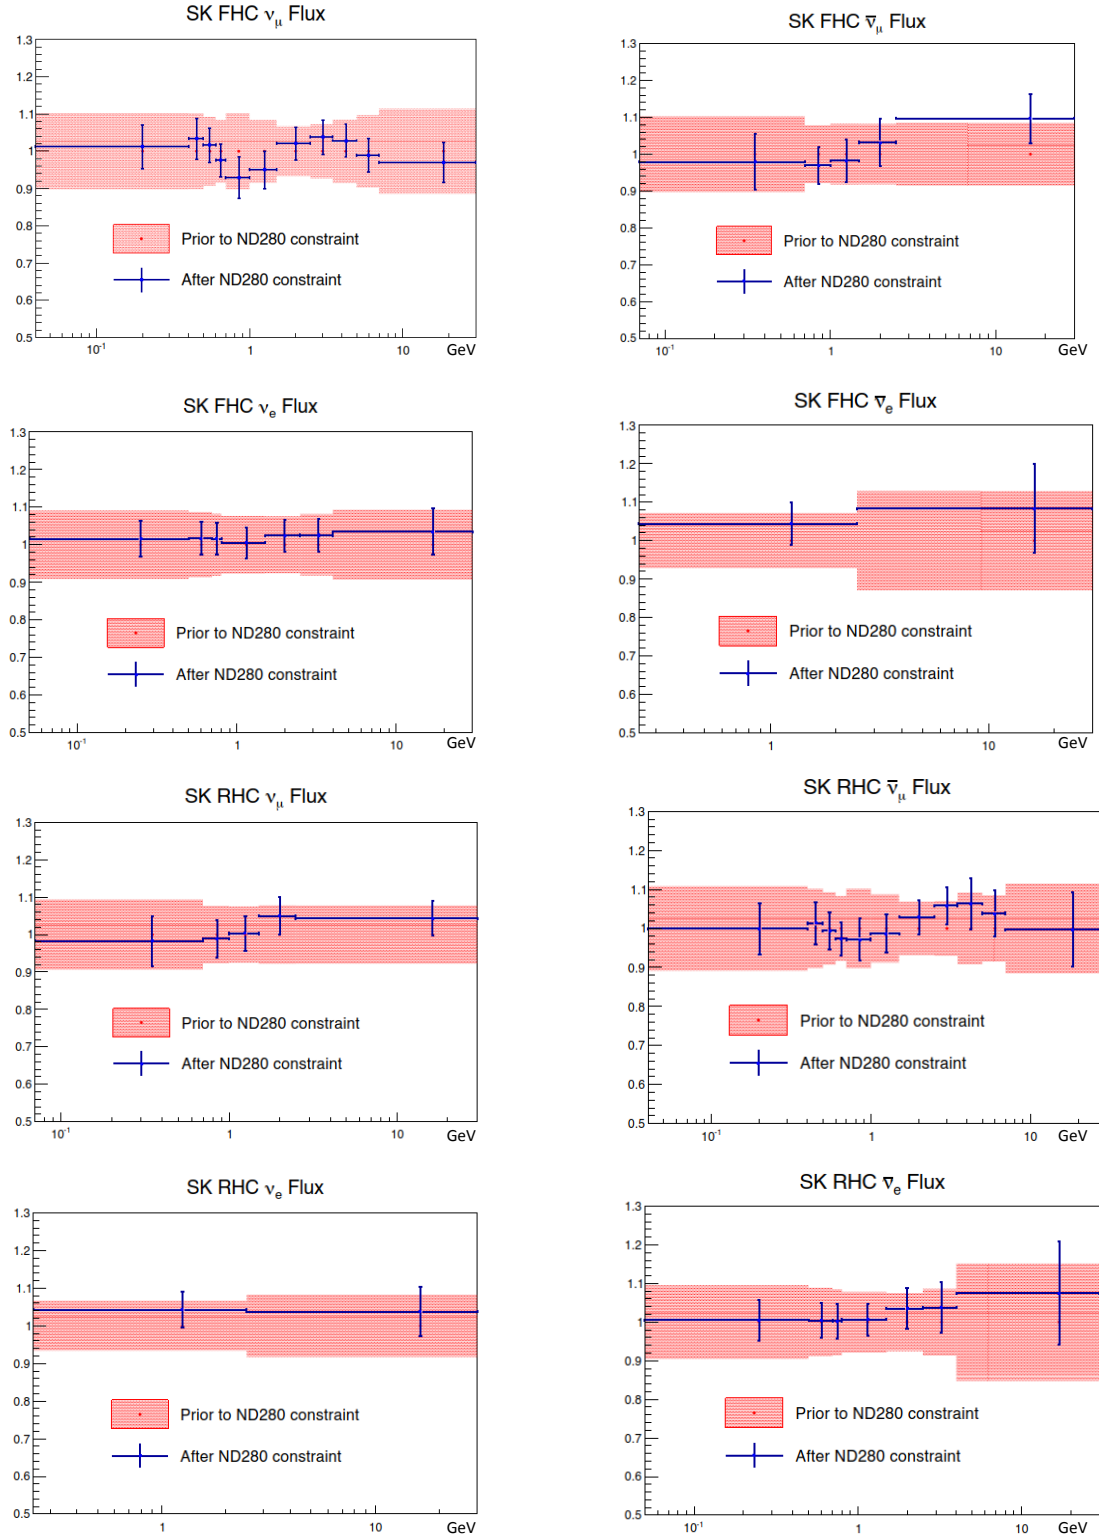 SK FHC νμ Flux
1.3
1.2
1.1
1
0.9
0.8
0.7
0.6
0.5
Prior to ND280 constraint
After ND280 constraint
10-1 1 10 GeV
SK FHC ν̅μ Flux
1.3
1.2
1.1
1
0.9
0.8
0.7
0.6
0.5
Prior to ND280 constraint
After ND280 constraint
10-1 1 10 GeV
SK FHC νe Flux
1.3
1.2
1.1
1
0.9
0.8
0.7
0.6
0.5
Prior to ND280 constraint
After ND280 constraint
10-1 1 10 GeV
SK FHC ν̅e Flux
1.3
1.2
1.1
1
0.9
0.8
0.7
0.6
0.5
Prior to ND280 constraint
After ND280 constraint
1 10 GeV
SK RHC νμ Flux
1.3
1.2
1.1
1
0.9
0.8
0.7
0.6
0.5
Prior to ND280 constraint
After ND280 constraint
10-1 1 10 GeV
SK RHC ν̅μ Flux
1.3
1.2
1.1
1
0.9
0.8
0.7
0.6
0.5
Prior to ND280 constraint
After ND280 constraint
10-1 1 10 GeV
SK RHC νe Flux
1.3
1.2
1.1
1
0.9
0.8
0.7
0.6
0.5
Prior to ND280 constraint
After ND280 constraint
1 10 GeV
SK RHC ν̅e Flux
1.3
1.2
1.1
1
0.9
0.8
0.7
0.6
0.5
Prior to ND280 constraint
After ND280 constraint
10-1 1 10 GeV